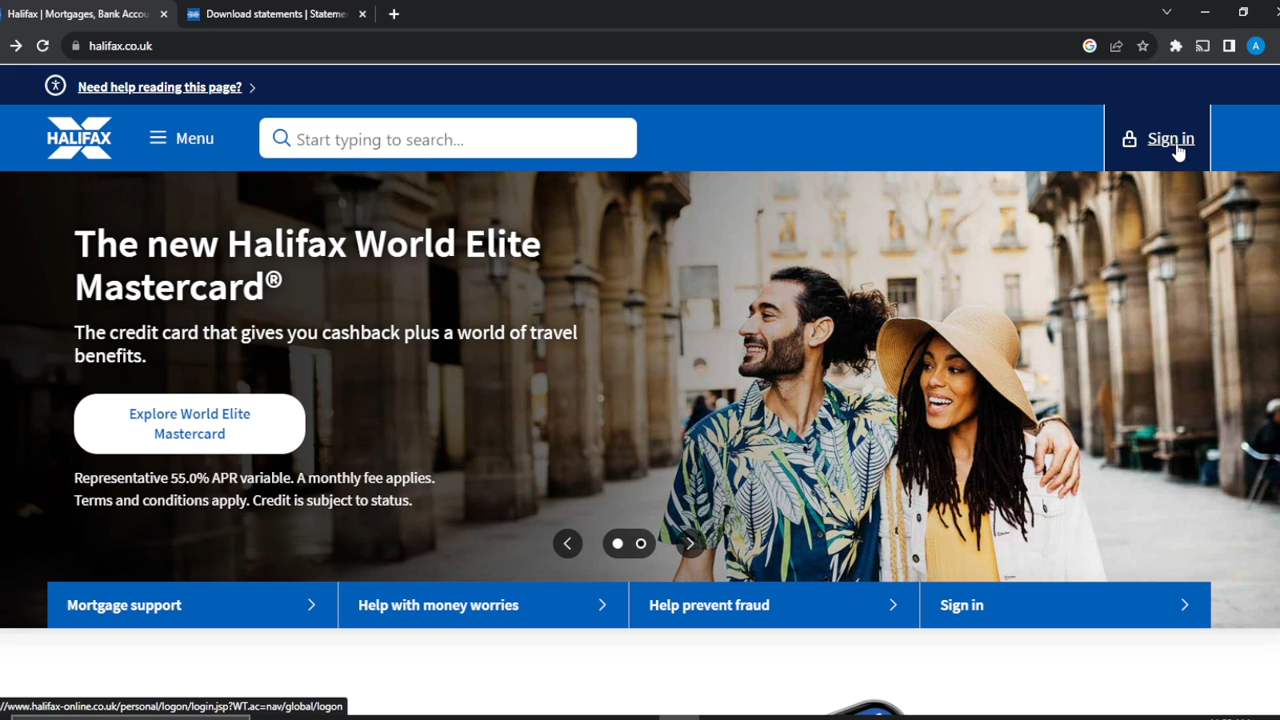 Halifax | Mortgages, Bank Accou
Download statements | Stateme
halifax.co.uk
A
Need help reading this page?
HALIFAX
Menu
Start typing to search...
Sign in
The new Halifax World Elite
Mastercard®
The credit card that gives you cashback plus a world of travel
benefits.
Explore World Elite
Mastercard
Representative 55.0% APR variable. A monthly fee applies.
Terms and conditions apply. Credit is subject to status.
Mortgage support
Help with money worries
Help prevent fraud
Sign in
//www.halifax-online.co.uk/personal/logon/login.jsp?WT.ac=nav/global/logon